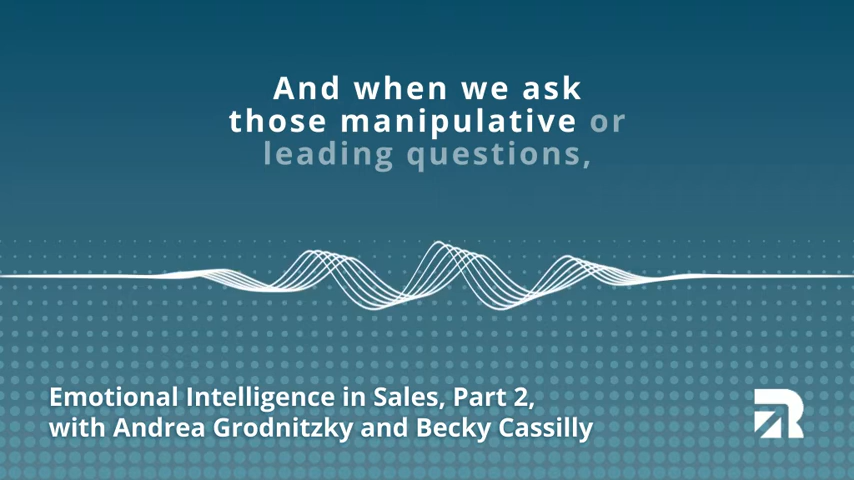 And when we ask
those manipulative or
leading questions,
Emotional Intelligence in Sales, Part 2,
with Andrea Grodnitzky and Becky Cassilly